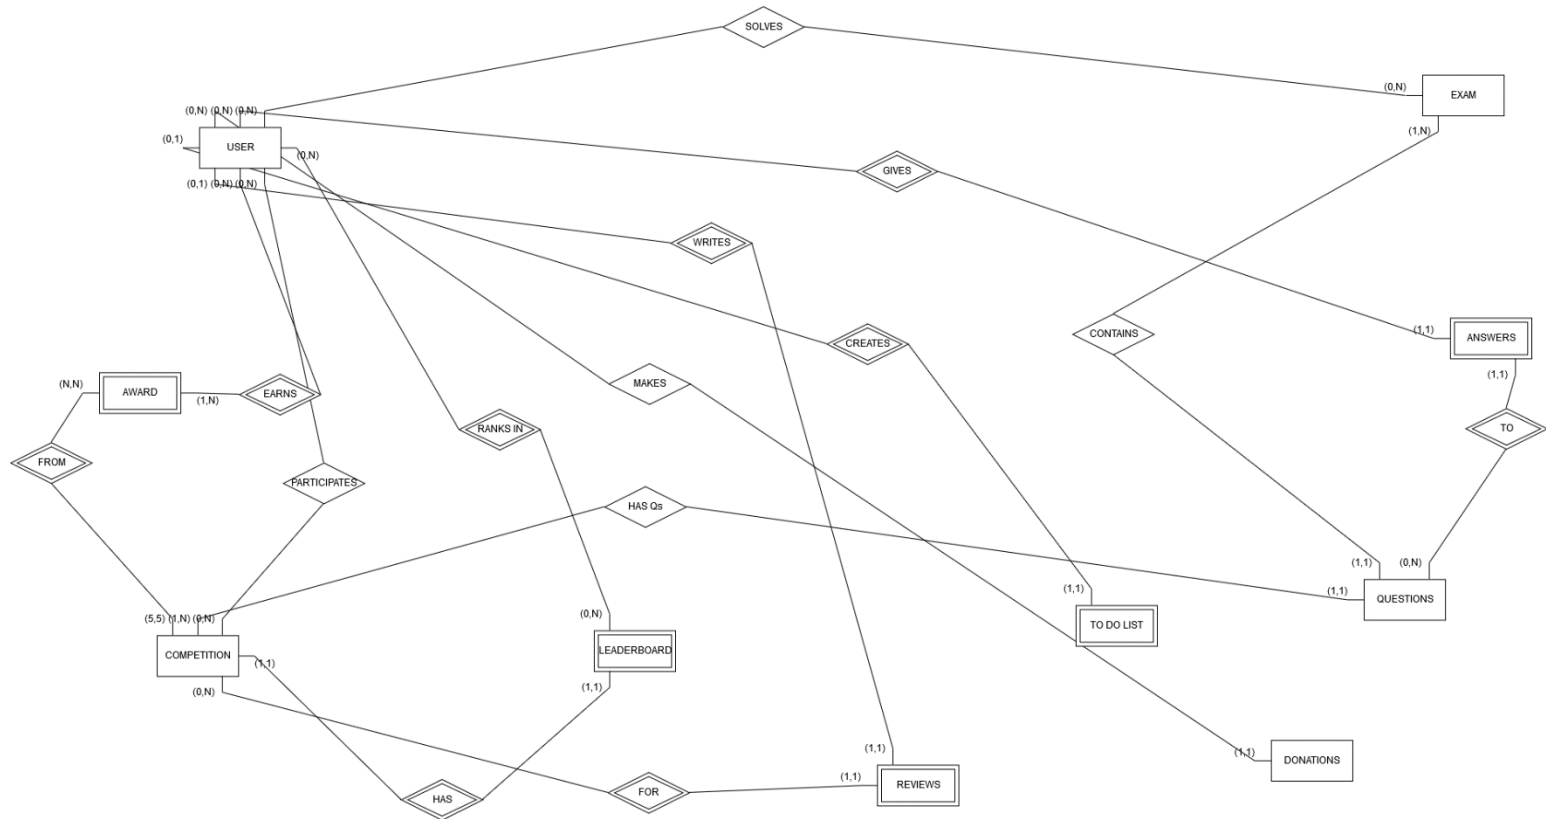 SOLVES
(0,N)
EXAM
(0,N) (0,N) (0,N)
(1,N)
(0,1)
USER
(0,N)
GIVES
(0,1) (0,N) (0,N)
WRITES
CONTAINS
(1,1)
ANSWERS
CREATES
(1,1)
(N,N)
AWARD
(1,N)
EARNS
MAKES
RANKS IN
TO
FROM
PARTICIPATES
HAS Qs
(1,1)
(0,N)
(1,1)
(1,1)
QUESTIONS
(5,5) (1,N) (0,N)
(0,N)
TO DO LIST
COMPETITION
(1,1)
LEADERBOARD
(0,N)
(1,1)
(1,1)
(1,1)
DONATIONS
(1,1)
REVIEWS
HAS
FOR